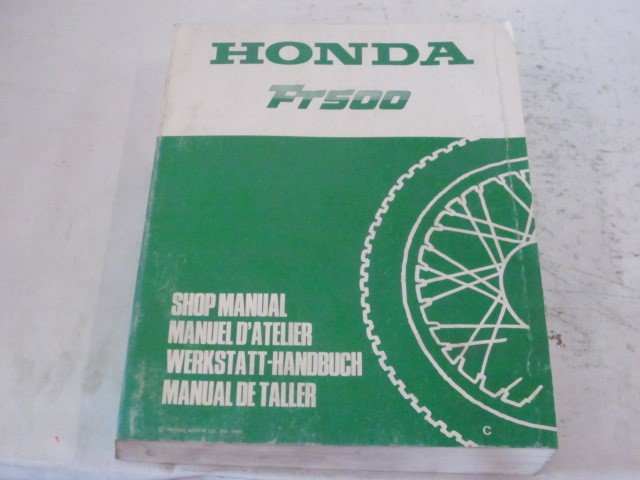 HONDA
FT500
SHOP MANUAL
MANUEL D'ATELIER
WERKSTATT-HANDBUCH
MANUAL DE TALLER
C